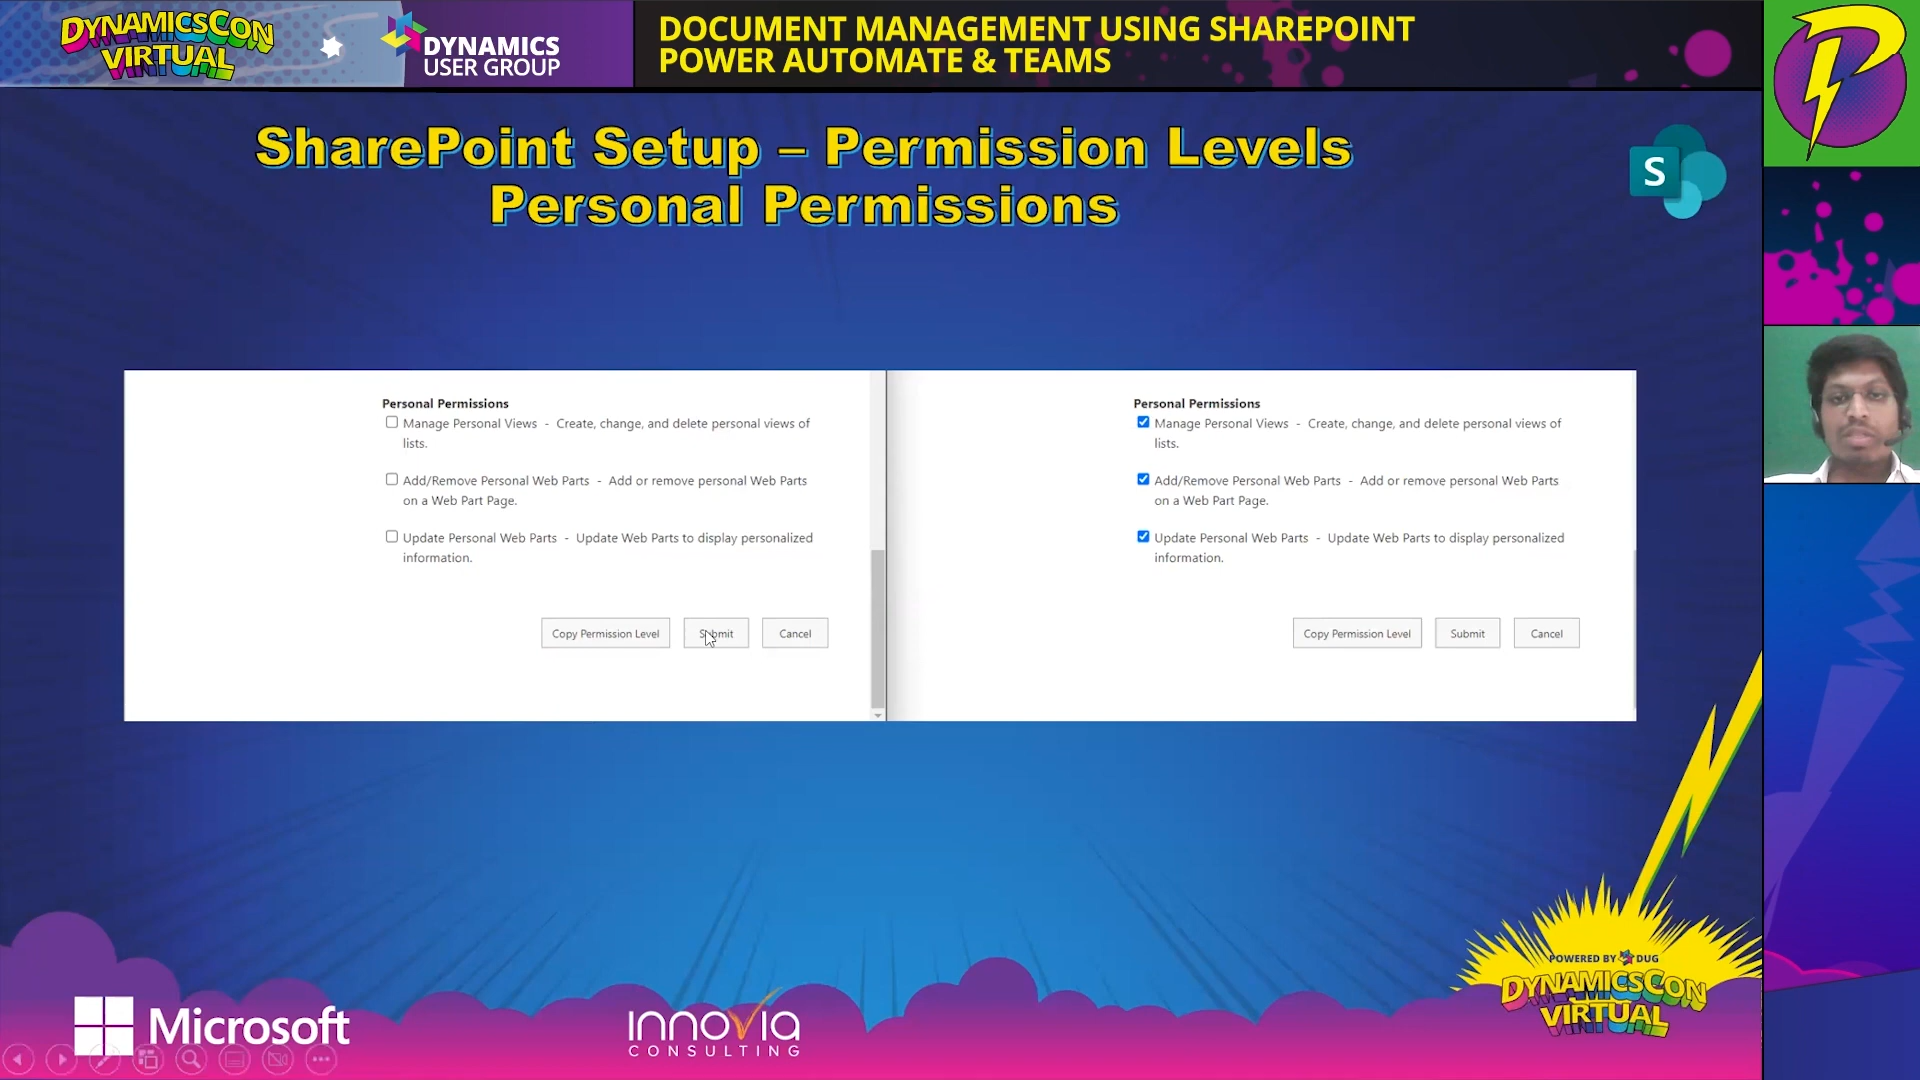 DYNAMICSCON
VIRTUAL
DYNAMICS
USER GROUP
DOCUMENT MANAGEMENT USING SHAREPOINT
POWER AUTOMATE & TEAMS
P
SharePoint Setup – Permission Levels
Personal Permissions
S
Personal Permissions
Manage Personal Views - Create, change, and delete personal views of
lists.
Add/Remove Personal Web Parts - Add or remove personal Web Parts
on a Web Part Page.
Update Personal Web Parts - Update Web Parts to display personalized
information.
Copy Permission Level Submit Cancel
Personal Permissions
Manage Personal Views - Create, change, and delete personal views of
lists.
Add/Remove Personal Web Parts - Add or remove personal Web Parts
on a Web Part Page.
Update Personal Web Parts - Update Web Parts to display personalized
information.
Copy Permission Level Submit Cancel
Microsoft
innovia
CONSULTING
POWERED BY DUG
DYNAMICSCON
VIRTUAL